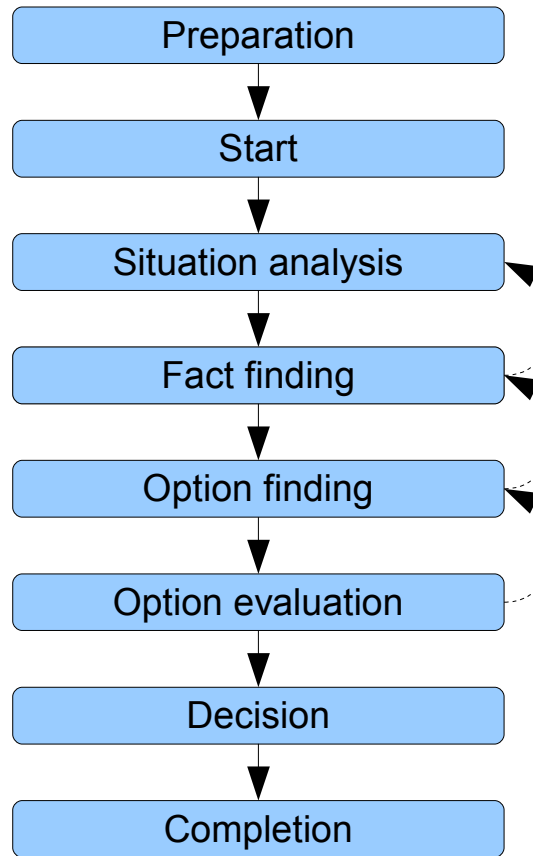 Preparation
Start
Situation analysis
Fact finding
Option finding
Option evaluation
Decision
Completion